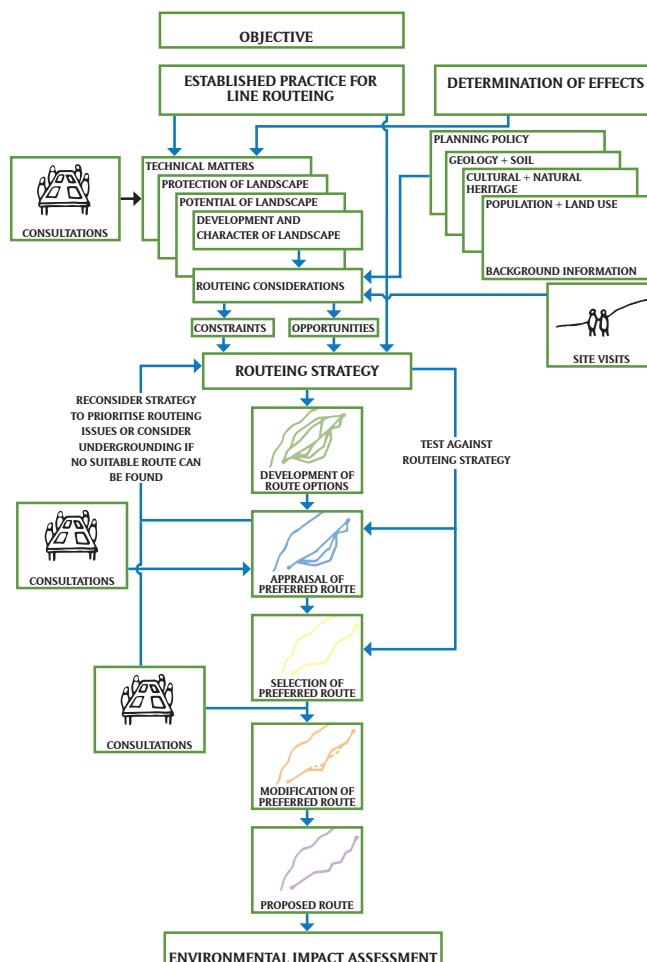 OBJECTIVE
ESTABLISHED PRACTICE FOR
LINE ROUTEING
DETERMINATION OF EFFECTS
PLANNING POLICY
GEOLOGY + SOIL
CULTURAL + NATURAL
HERITAGE
POPULATION + LAND USE
BACKGROUND INFORMATION
TECHNICAL MATTERS
PROTECTION OF LANDSCAPE
POTENTIAL OF LANDSCAPE
DEVELOPMENT AND
CHARACTER OF LANDSCAPE
CONSULTATIONS
ROUTEING CONSIDERATIONS
CONSTRAINTS
OPPORTUNITIES
SITE VISITS
ROUTEING STRATEGY
RECONSIDER STRATEGY
TO PRIORITISE ROUTEING
ISSUES OR CONSIDER
UNDERGROUNDING IF
NO SUITABLE ROUTE CAN
BE FOUND
TEST AGAINST
ROUTEING STRATEGY
DEVELOPMENT OF
ROUTE OPTIONS
CONSULTATIONS
APPRAISAL OF
PREFERRED ROUTE
SELECTION OF
PREFERRED ROUTE
CONSULTATIONS
MODIFICATION OF
PREFERRED ROUTE
PROPOSED ROUTE
ENVIRONMENTAL IMPACT ASSESSMENT